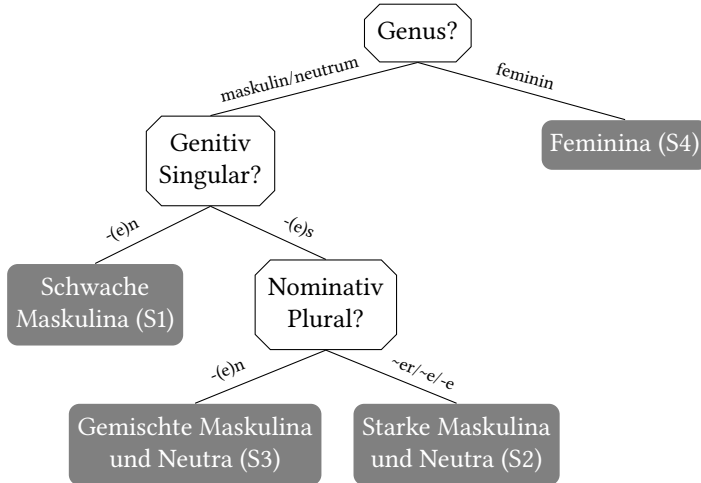 Genus?
maskulin/neutrum
feminin
Genitiv
Singular?
Feminina (S4)
-(e)n
-(e)s
Schwache
Maskulina (S1)
Nominativ
Plural?
-(e)n
~er/~e/-e
Gemischte Maskulina
und Neutra (S3)
Starke Maskulina
und Neutra (S2)